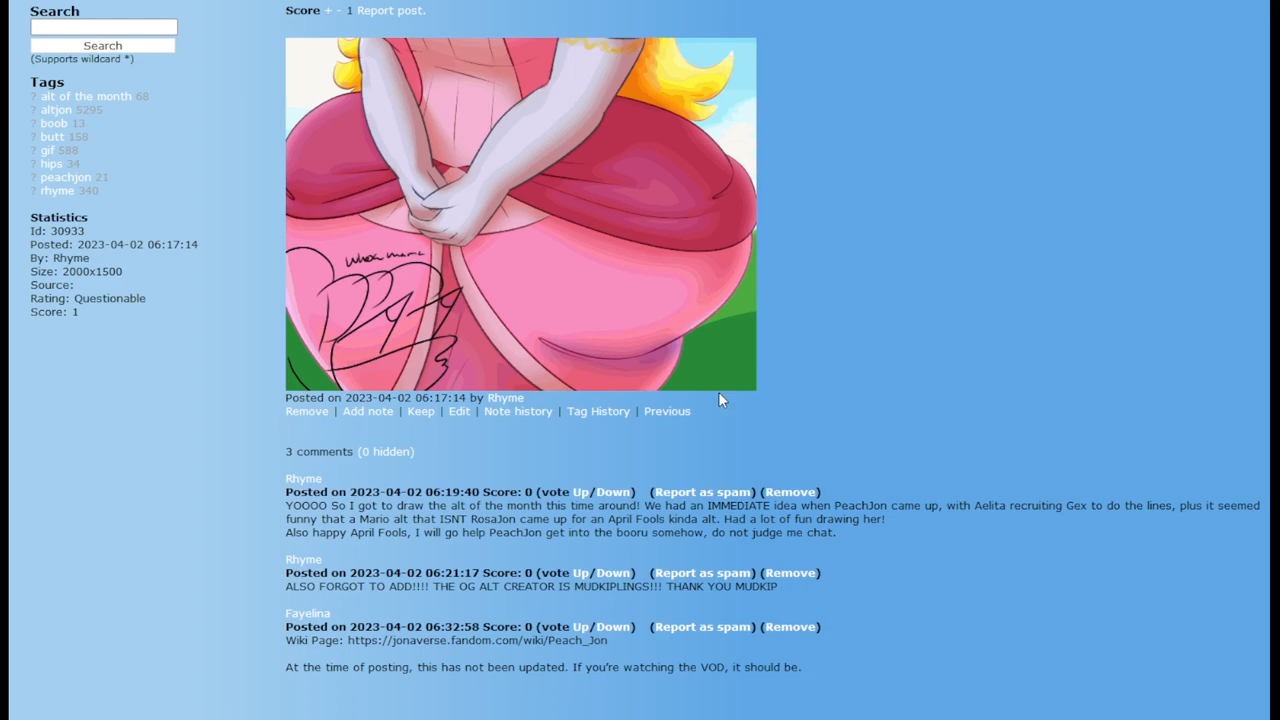 Search
Search
(Supports wildcard *)
Tags
? alt of the month 68
? altjon 5295
? boob 13
? butt 158
? gif 588
? hips 34
? peachjon 21
? rhyme 340
Statistics
Id: 30933
Posted: 2023-04-02 06:17:14
By: Rhyme
Size: 2000x1500
Source:
Rating: Questionable
Score: 1
Score + - 1 Report post.
whoa mama
Posted on 2023-04-02 06:17:14 by Rhyme
Remove | Add note | Keep | Edit | Note history | Tag History | Previous
3 comments (0 hidden)
Rhyme
Posted on 2023-04-02 06:19:40 Score: 0 (vote Up/Down) (Report as spam) (Remove)
YOOOO So I got to draw the alt of the month this time around! We had an IMMEDIATE idea when PeachJon came up, with Aelita recruiting Gex to do the lines, plus it seemed
funny that a Mario alt that ISNT RosaJon came up for an April Fools kinda alt. Had a lot of fun drawing her!
Also happy April Fools, I will go help PeachJon get into the booru somehow, do not judge me chat.
Rhyme
Posted on 2023-04-02 06:21:17 Score: 0 (vote Up/Down) (Report as spam) (Remove)
ALSO FORGOT TO ADD!!!! THE OG ALT CREATOR IS MUDKIPLINGS!!! THANK YOU MUDKIP
Fayelina
Posted on 2023-04-02 06:32:58 Score: 0 (vote Up/Down) (Report as spam) (Remove)
Wiki Page: https://jonaverse.fandom.com/wiki/Peach_Jon
At the time of posting, this has not been updated. If you're watching the VOD, it should be.